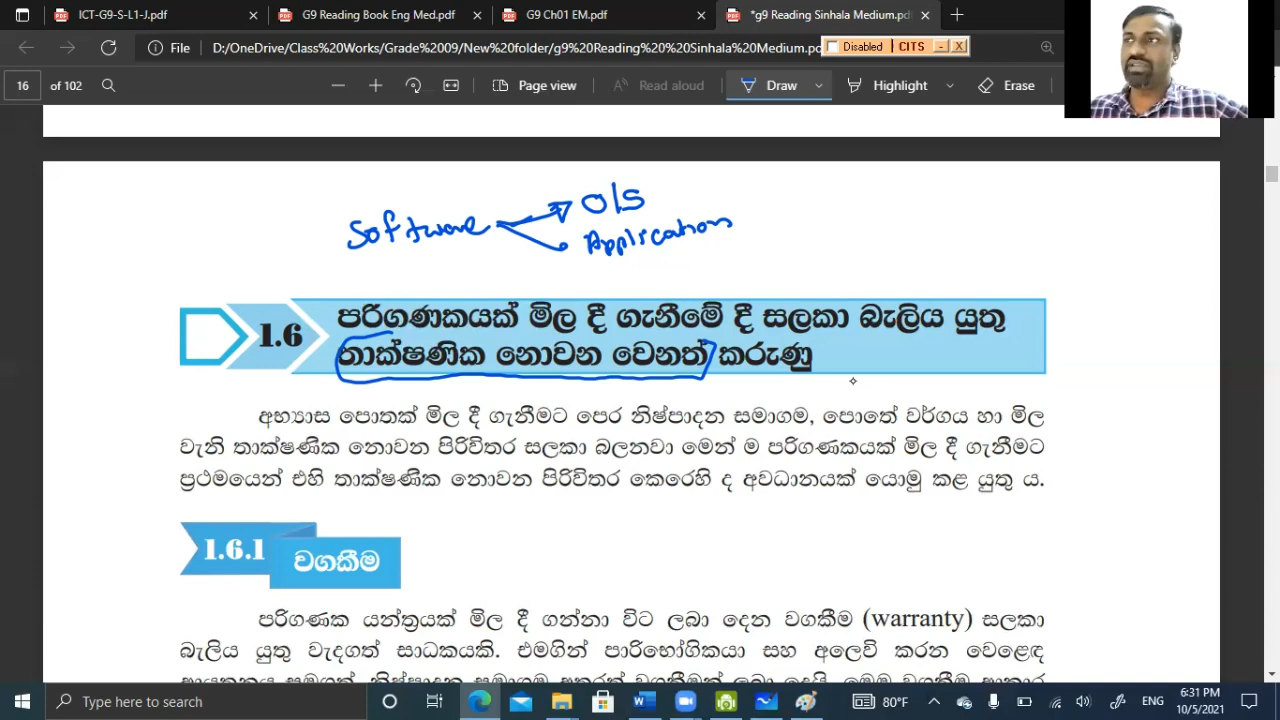 ICT-G9-S-L1-J.pdf
G9 Reading Book Eng Med.pdf
G9 Ch01 EM.pdf
*g9 Reading Sinhala Medium.pdf
File
D:/OneDrive/Class%20Works/Grade%2009/New%20folder/g9%20Reading%20%20Sinhala%20Medium.pd
Disabled CITS - X
16 of 102
Page view
Read aloud
Draw
Highlight
Erase
Software O/S
Application
1.6 පරිගණකයක් මිල දී ගැනීමේ දී සලකා බැලිය යුතු
තාක්ෂණික නොවන වෙනත් කරුණු
අභ්‍යාස පොතක් මිල දී ගැනීමට පෙර නිෂ්පාදන සමාගම, පොතේ වර්ගය හා මිල
වැනි තාක්ෂණික නොවන පිරිවිතර සලකා බලනවා මෙන් ම පරිගණකයක් මිල දී ගැනීමට
ප්‍රථමයෙන් එහි තාක්ෂණික නොවන පිරිවිතර කෙරෙහි ද අවධානයක් යොමු කළ යුතු ය.
1.6.1 වගකීම
පරිගණක යන්ත්‍රයක් මිල දී ගන්නා විට ලබා දෙන වගකීම (warranty) සලකා
බැලිය යුතු වැදගත් සාධකයකි. එමගින් පාරිභෝගිකයා සහ අලෙවි කරන වෙළෙඳ
Type here to search
80°F
ENG
6:31 PM
10/5/2021